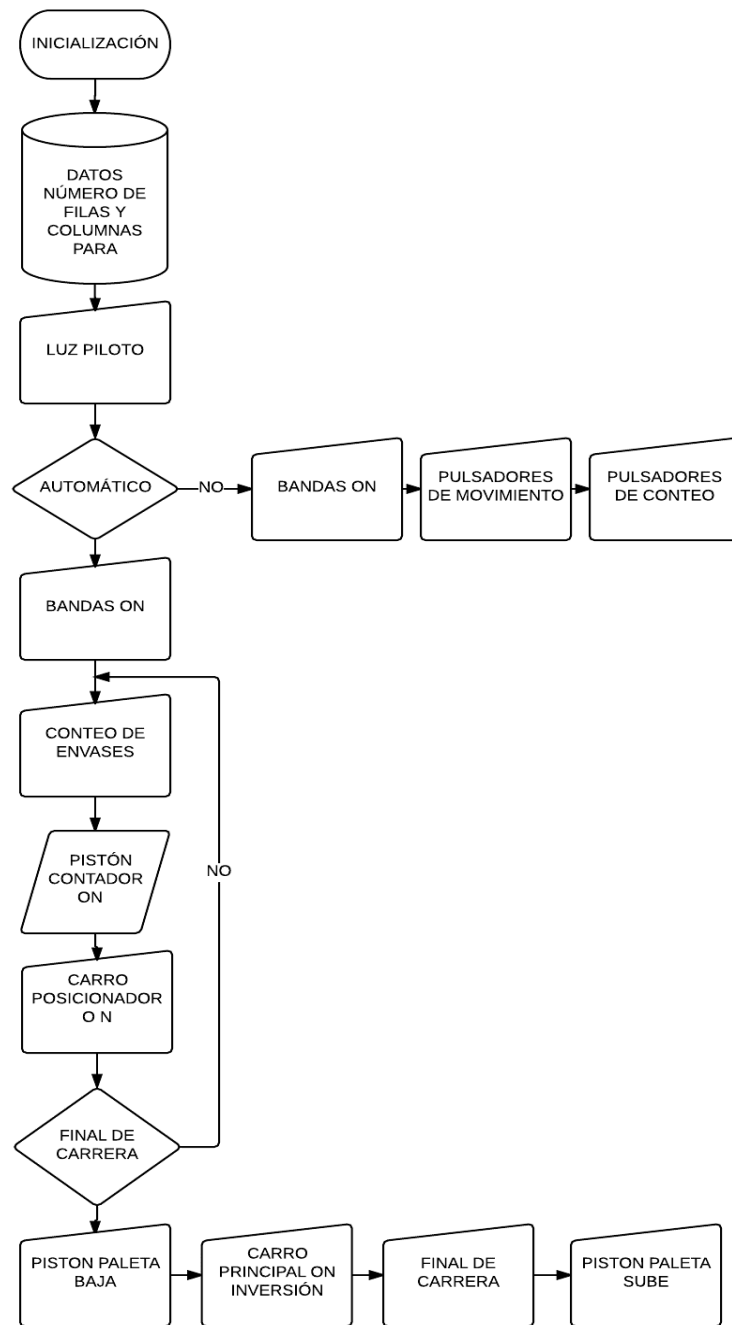 INICIALIZACIÓN
DATOS
NÚMERO DE
FILAS Y
COLUMNAS
PARA
LUZ PILOTO
AUTOMÁTICO
NO
BANDAS ON
PULSADORES
DE MOVIMIENTO
PULSADORES
DE CONTEO
BANDAS ON
CONTEO DE
ENVASES
PISTÓN
CONTADOR
ON
NO
CARRO
POSICIONADOR
O N
FINAL DE
CARRERA
PISTON PALETA
BAJA
CARRO
PRINCIPAL ON
INVERSIÓN
FINAL DE
CARRERA
PISTON PALETA
SUBE